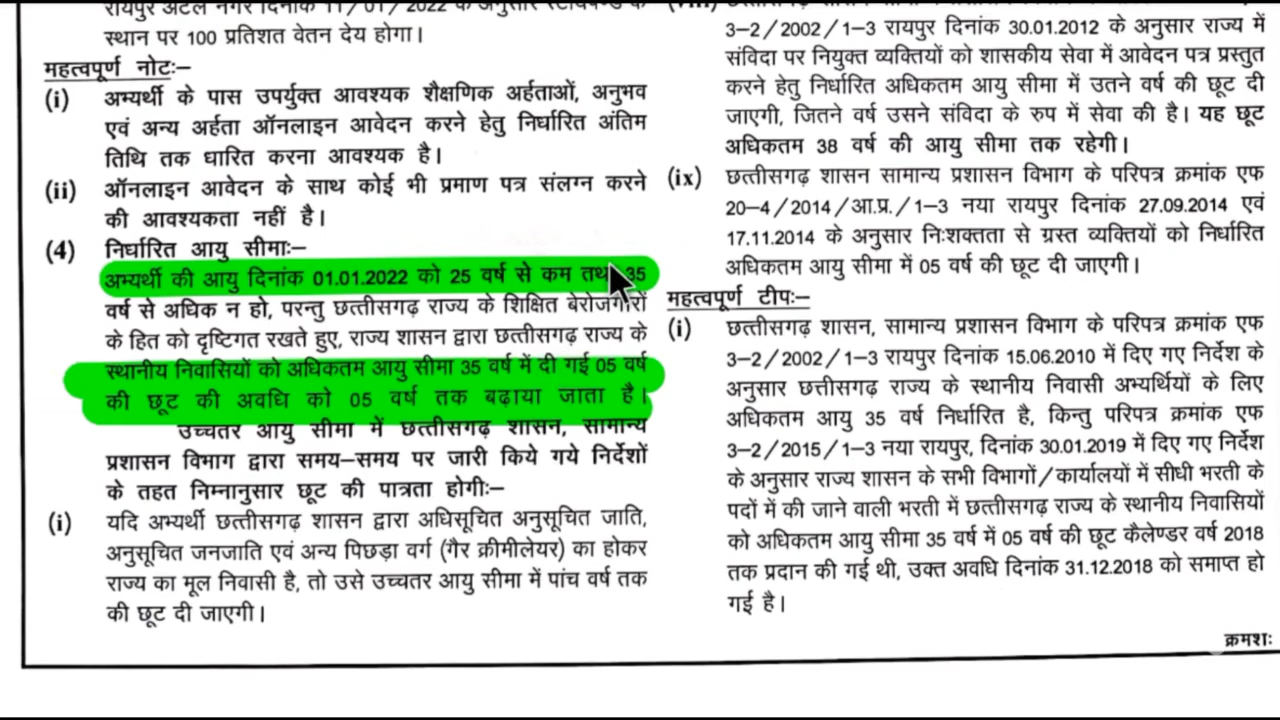 रायपुर अटल नगर दिनांक 11/01/2022 के अनुसार स्टायपेण्ड के
स्थान पर 100 प्रतिशत वेतन देय होगा।
महत्वपूर्ण नोटः–
(i) अभ्यर्थी के पास उपर्युक्त आवश्यक शैक्षणिक अर्हताओं, अनुभव
एवं अन्य अर्हता ऑनलाइन आवेदन करने हेतु निर्धारित अंतिम
तिथि तक धारित करना आवश्यक है।
(ii) ऑनलाइन आवेदन के साथ कोई भी प्रमाण पत्र संलग्न करने
की आवश्यकता नहीं है।
(4) निर्धारित आयु सीमाः–
अभ्यर्थी की आयु दिनांक 01.01.2022 को 25 वर्ष से कम तथा 35
वर्ष से अधिक न हो, परन्तु छत्तीसगढ़ राज्य के शिक्षित बेरोजगारों
के हित को दृष्टिगत रखते हुए, राज्य शासन द्वारा छत्तीसगढ़ राज्य के
स्थानीय निवासियों को अधिकतम आयु सीमा 35 वर्ष में दी गई 05 वर्ष
की छूट की अवधि को 05 वर्ष तक बढ़ाया जाता है।
उच्चतर आयु सीमा में छत्तीसगढ़ शासन, सामान्य
प्रशासन विभाग द्वारा समय–समय पर जारी किये गये निर्देशों
के तहत निम्नानुसार छूट की पात्रता होगीः–
(i) यदि अभ्यर्थी छत्तीसगढ़ शासन द्वारा अधिसूचित अनुसूचित जाति,
अनुसूचित जनजाति एवं अन्य पिछड़ा वर्ग (गैर क्रीमीलेयर) का होकर
राज्य का मूल निवासी है, तो उसे उच्चतर आयु सीमा में पांच वर्ष तक
की छूट दी जाएगी।
(viii)
3–2/2002/1–3 रायपुर दिनांक 30.01.2012 के अनुसार राज्य में
संविदा पर नियुक्त व्यक्तियों को शासकीय सेवा में आवेदन पत्र प्रस्तुत
करने हेतु निर्धारित अधिकतम आयु सीमा में उतने वर्ष की छूट दी
जाएगी, जितने वर्ष उसने संविदा के रुप में सेवा की है। यह छूट
अधिकतम 38 वर्ष की आयु सीमा तक रहेगी।
(ix) छत्तीसगढ़ शासन सामान्य प्रशासन विभाग के परिपत्र क्रमांक एफ
20–4/2014/आ.प्र./1–3 नया रायपुर दिनांक 27.09.2014 एवं
17.11.2014 के अनुसार निःशक्तता से ग्रस्त व्यक्तियों को निर्धारित
अधिकतम आयु सीमा में 05 वर्ष की छूट दी जाएगी।
महत्वपूर्ण टीपः–
(i) छत्तीसगढ़ शासन, सामान्य प्रशासन विभाग के परिपत्र क्रमांक एफ
3–2/2002/1–3 रायपुर दिनांक 15.06.2010 में दिए गए निर्देश के
अनुसार छत्तीसगढ़ राज्य के स्थानीय निवासी अभ्यर्थियों के लिए
अधिकतम आयु 35 वर्ष निर्धारित है, किन्तु परिपत्र क्रमांक एफ
3–2/2015/1–3 नया रायपुर, दिनांक 30.01.2019 में दिए गए निर्देश
के अनुसार राज्य शासन के सभी विभागों/कार्यालयों में सीधी भरती के
पदों में की जाने वाली भरती में छत्तीसगढ़ राज्य के स्थानीय निवासियों
को अधिकतम आयु सीमा 35 वर्ष में 05 वर्ष की छूट कैलेण्डर वर्ष 2018
तक प्रदान की गई थी, उक्त अवधि दिनांक 31.12.2018 को समाप्त हो
गई है।
क्रमशः